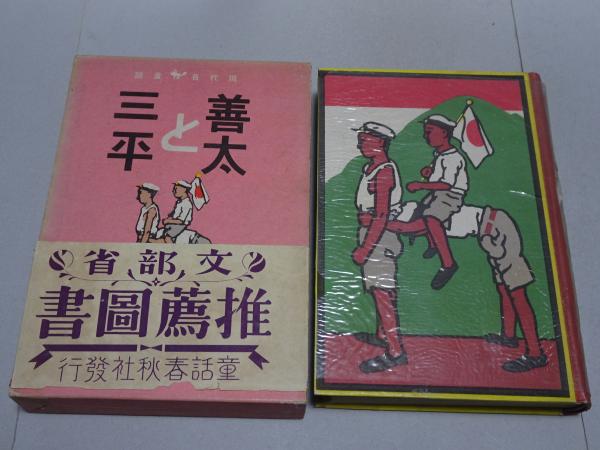 善太
と
三平
文部省
推薦圖書
童話春秋社發行